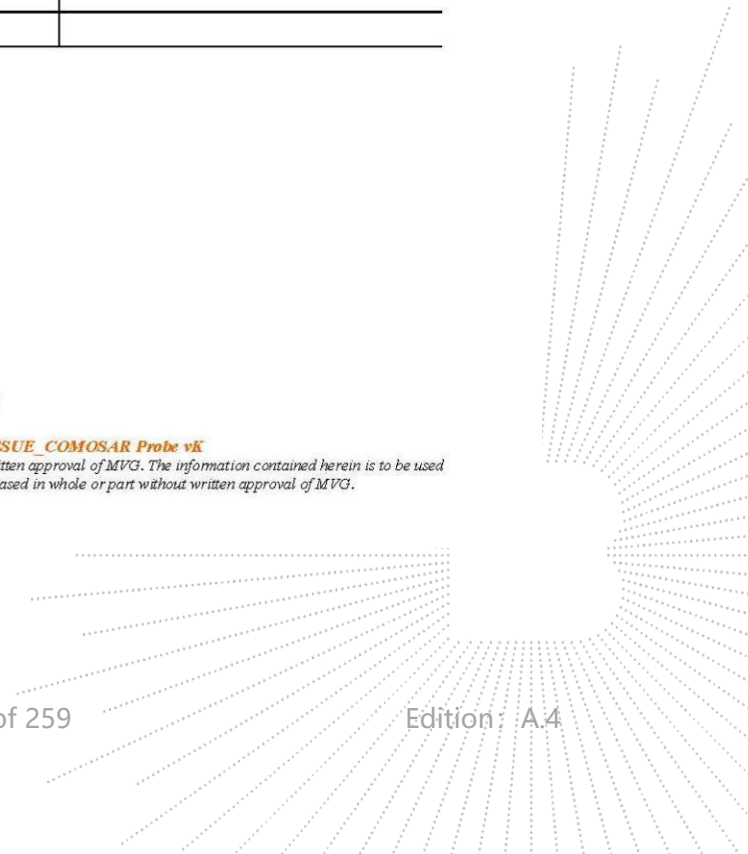 SSUE_COMOSAR Probe vK
tten approval of MVG. The information contained herein is to be used
ased in whole or part without written approval of MVG.
of 259 Edition：A.4